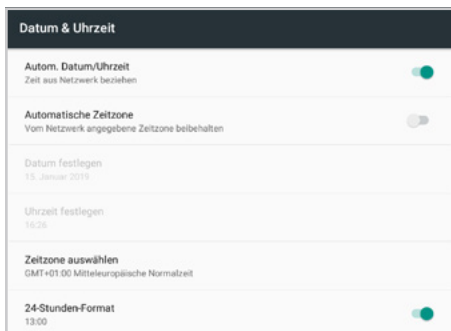 Datum & Uhrzeit
Autom. Datum/Uhrzeit
Zeit aus Netzwerk beziehen
Automatische Zeitzone
Vom Netzwerk angegebene Zeitzone beibehalten
Datum festlegen
15. Januar 2019
Uhrzeit festlegen
16:26
Zeitzone auswählen
GMT+01:00 Mitteleuropäische Normalzeit
24-Stunden-Format
13:00